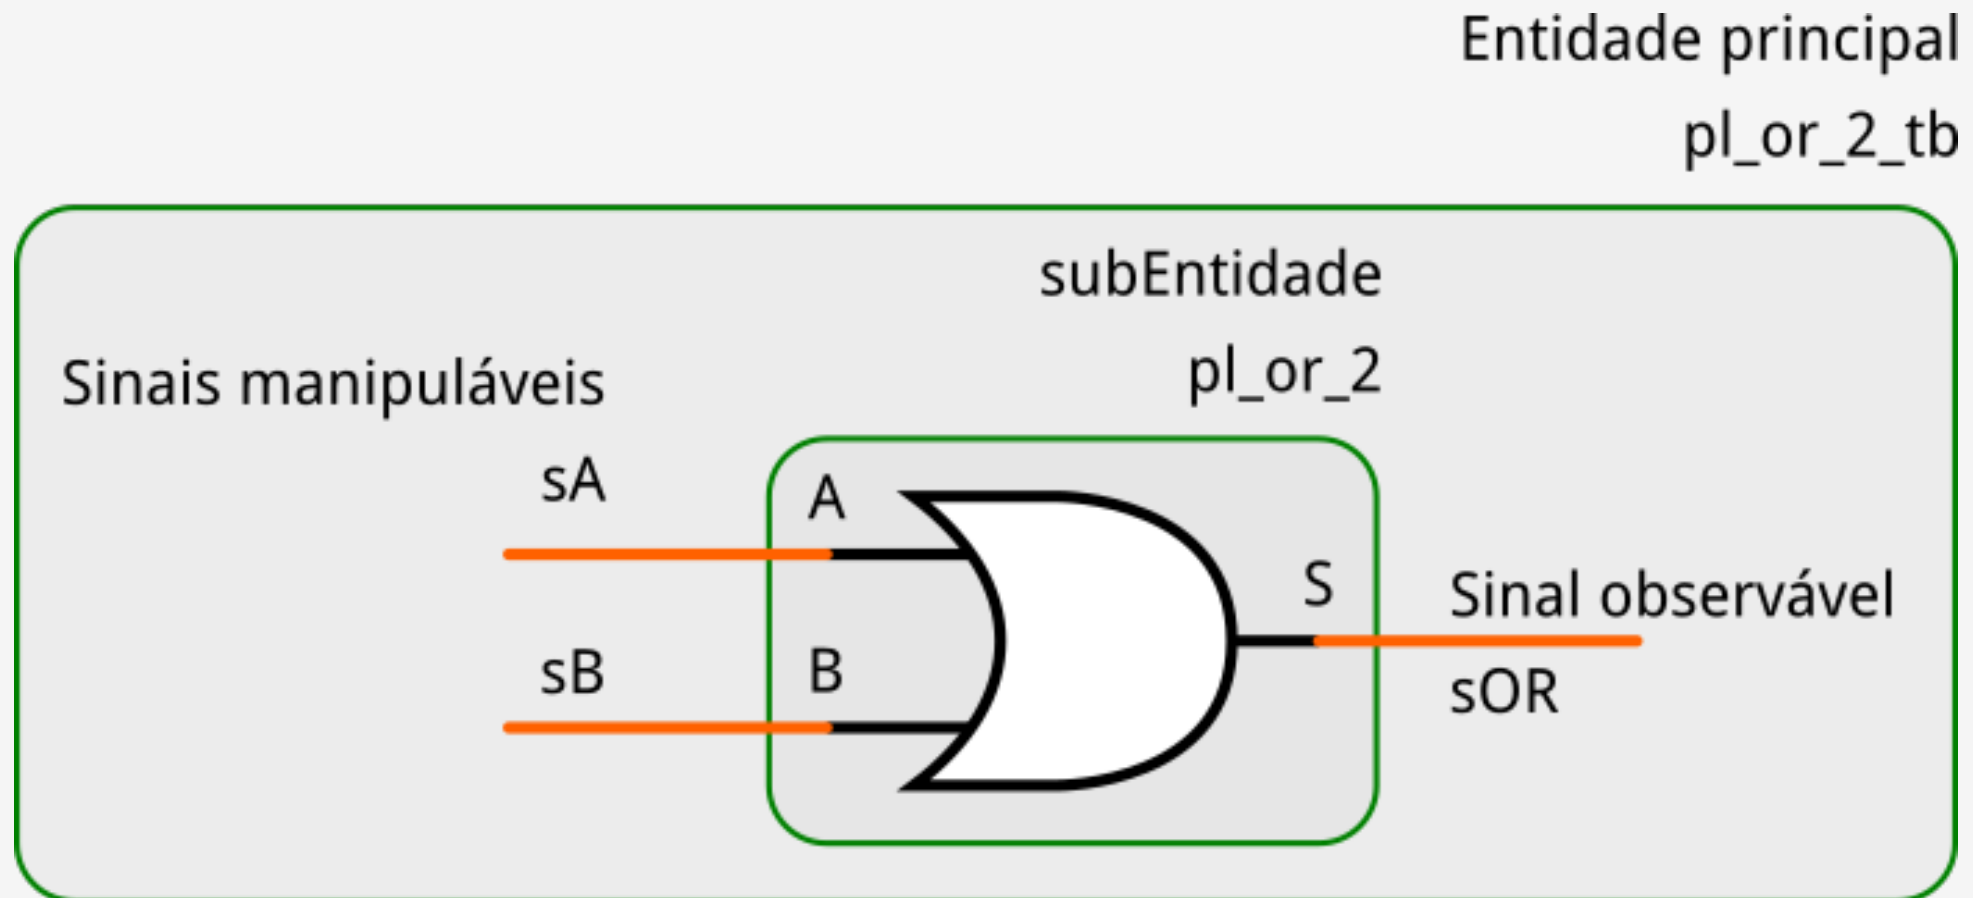 Entidade principal
pl_or_2_tb
subEntidade
pl_or_2
Sinais manipuláveis
sA
A
sB
B
S
Sinal observável
sOR